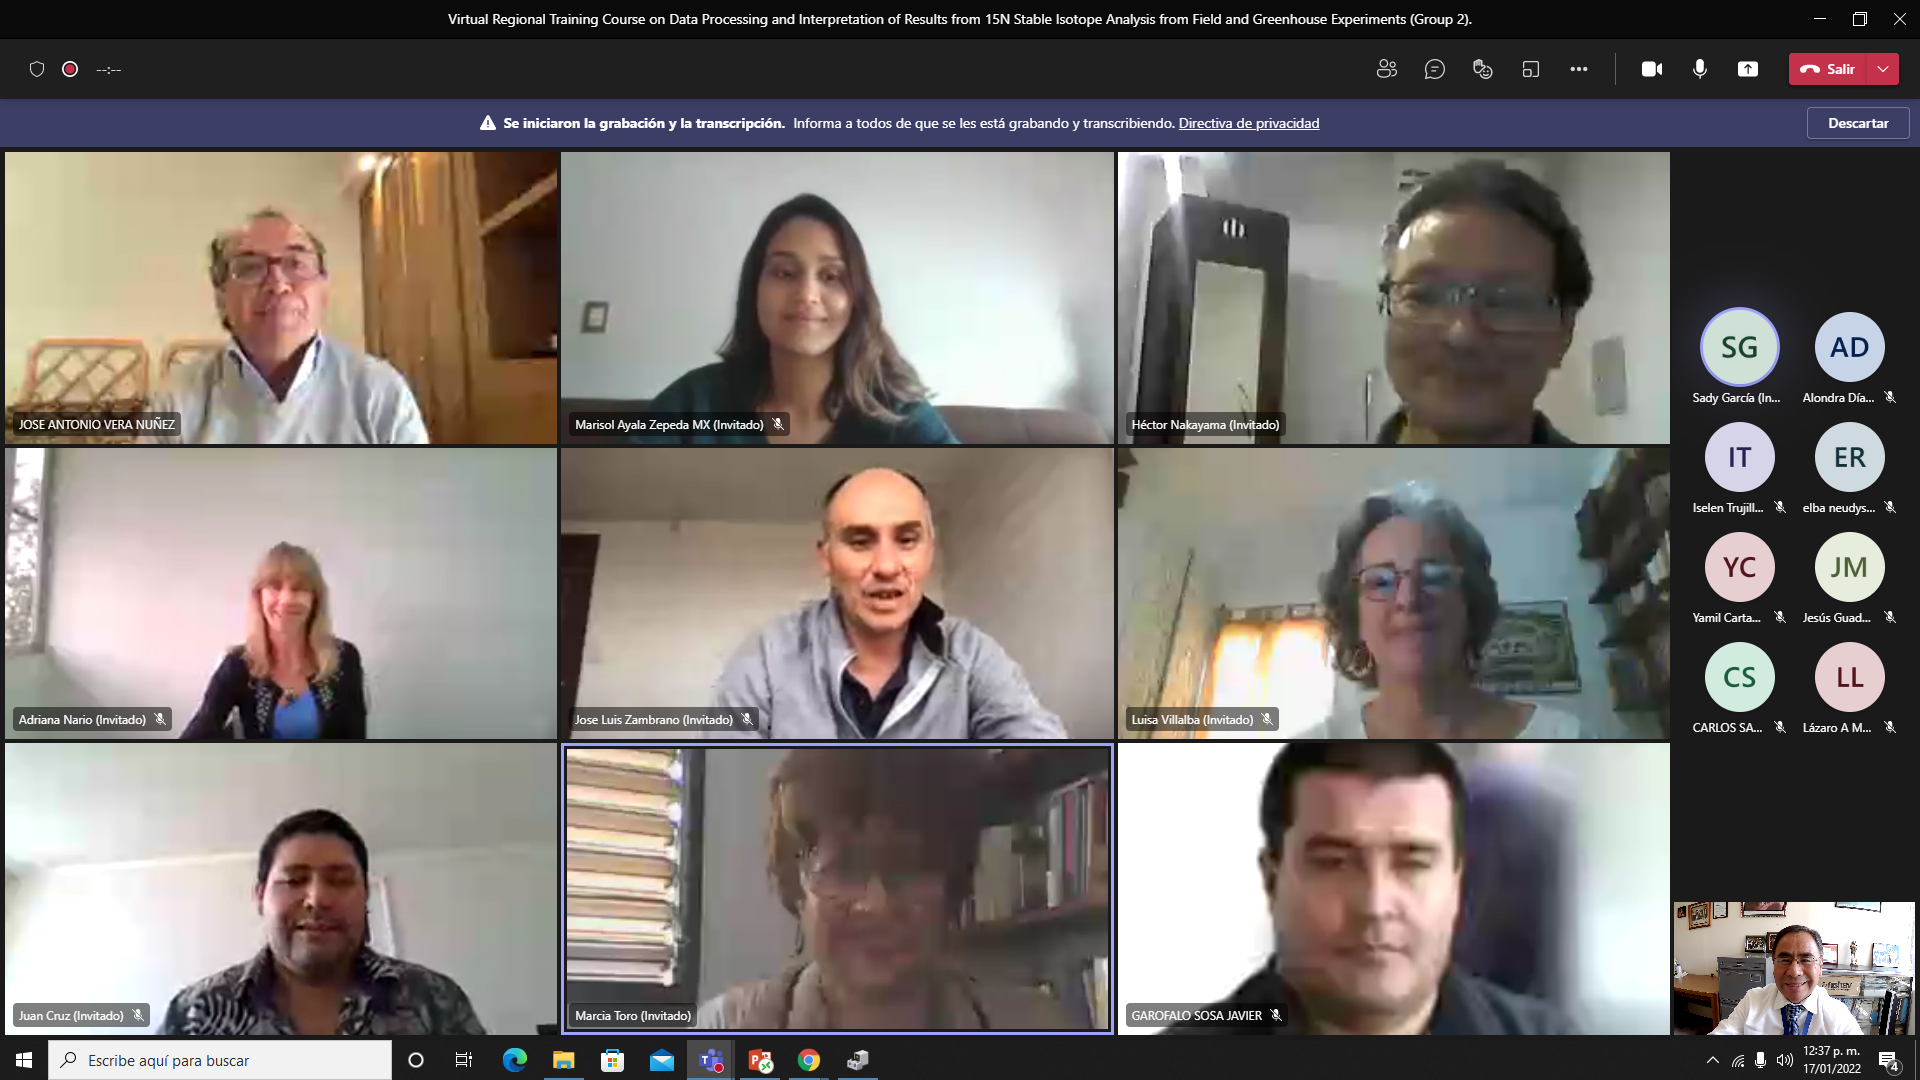 Virtual Regional Training Course on Data Processing and Interpretation of Results from 15N Stable Isotope Analysis from Field and Greenhouse Experiments (Group 2).
--:--
Salir
Se iniciaron la grabación y la transcripción. Informa a todos de que se les está grabando y transcribiendo. Directiva de privacidad
Descartar
JOSE ANTONIO VERA NUÑEZ
Marisol Ayala Zepeda MX (Invitado)
Héctor Nakayama (Invitado)
SG
AD
Sady García (In...
Alondra Día...
IT
ER
Iselen Trujill...
elba neudys...
Adriana Nario (Invitado)
Jose Luis Zambrano (Invitado)
Luisa Villalba (Invitado)
YC
JM
Yamil Carta...
Jesús Guad...
CS
LL
CARLOS SA...
Lázaro A M...
Juan Cruz (Invitado)
Marcia Toro (Invitado)
GAROFALO SOSA JAVIER
Escribe aquí para buscar
12:37 p. m.
17/01/2022
4